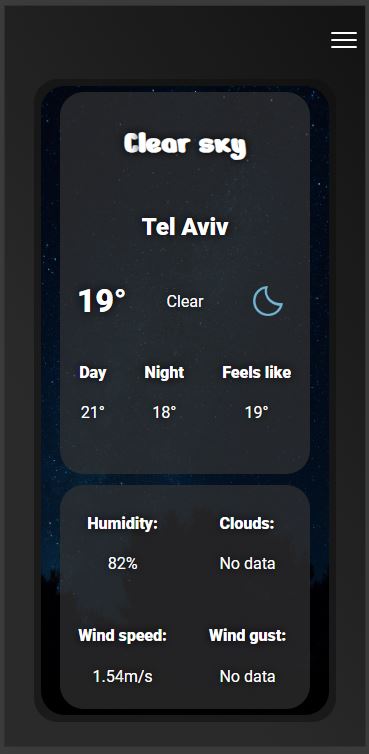 Clear sky
Tel Aviv
19° Clear
Day Night Feels like
21° 18° 19°
Humidity: Clouds:
82% No data
Wind speed: Wind gust:
1.54m/s No data